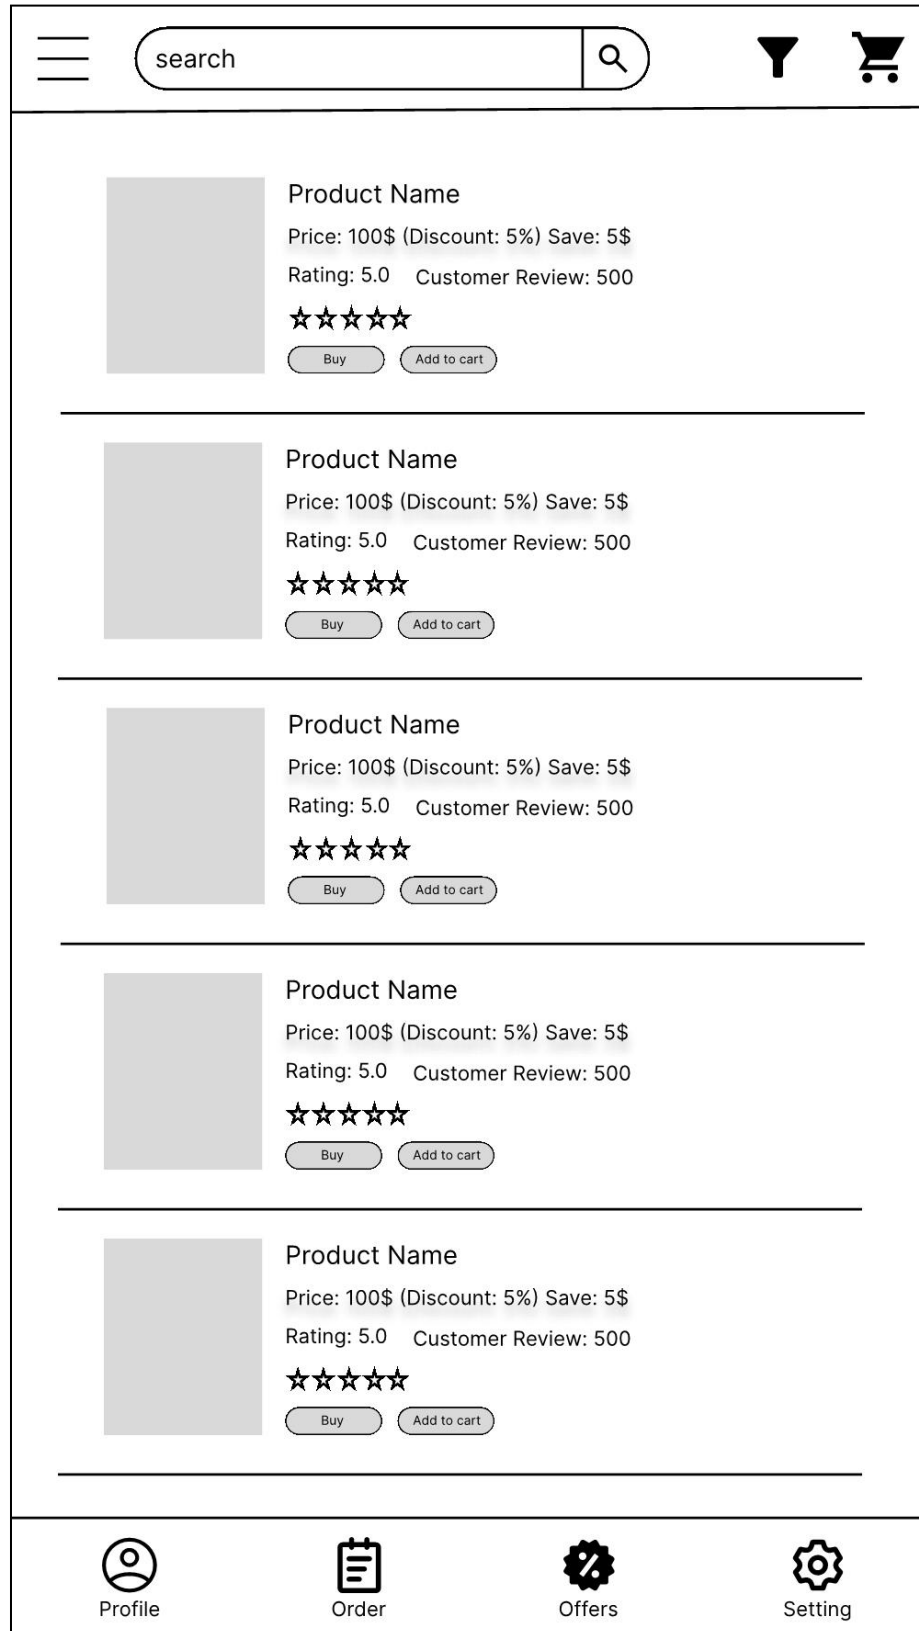 search
Product Name
Price: 100$ (Discount: 5%) Save: 5$
Rating: 5.0 Customer Review: 500
Buy Add to cart
Product Name
Price: 100$ (Discount: 5%) Save: 5$
Rating: 5.0 Customer Review: 500
Buy Add to cart
Product Name
Price: 100$ (Discount: 5%) Save: 5$
Rating: 5.0 Customer Review: 500
Buy Add to cart
Product Name
Price: 100$ (Discount: 5%) Save: 5$
Rating: 5.0 Customer Review: 500
Buy Add to cart
Product Name
Price: 100$ (Discount: 5%) Save: 5$
Rating: 5.0 Customer Review: 500
Buy Add to cart
Profile Order Offers Setting